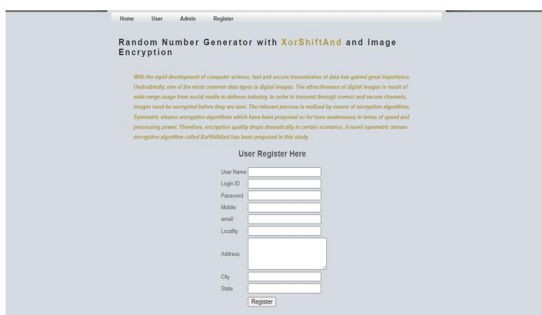 Home User Admin Register
Random Number Generator with XorShiftAnd and Image
Encryption
With the rapid development of computer science, fast and secure transmission of data has gained great importance.
Undoubtedly, one of the most common data types is digital images. The attractiveness of digital images is result of
wide range usage from social media to defense industry. In order to transmit through correct and secure channels,
images must be encrypted before they are sent. The relevant process is realized by means of encryption algorithms.
Symmetric streams encryption algorithms which have been proposed so far have weaknesses in terms of speed and
processing power. Therefore, encryption quality drops dramatically in certain scenarios. A novel symmetric stream
encryption algorithm called XorShiftAnd has been proposed in this study.
User Register Here
User Name
Login ID
Password
Mobile
email
Locality
Address
City
State
Register